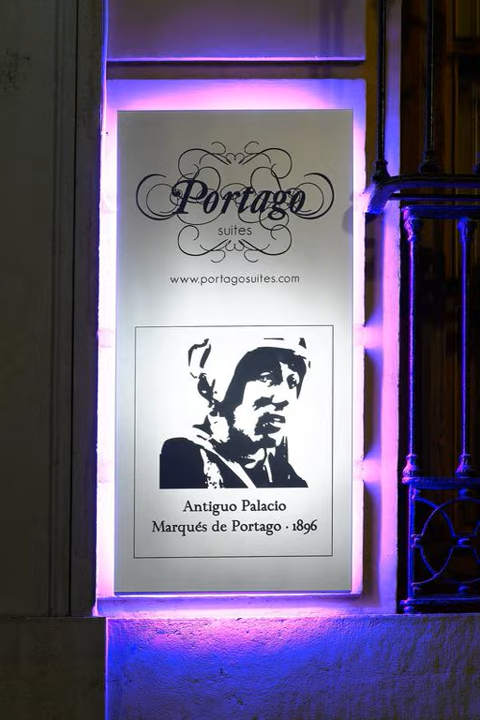 Portago
suites
www.portagosuites.com
Antiguo Palacio
Marqués de Portago · 1896